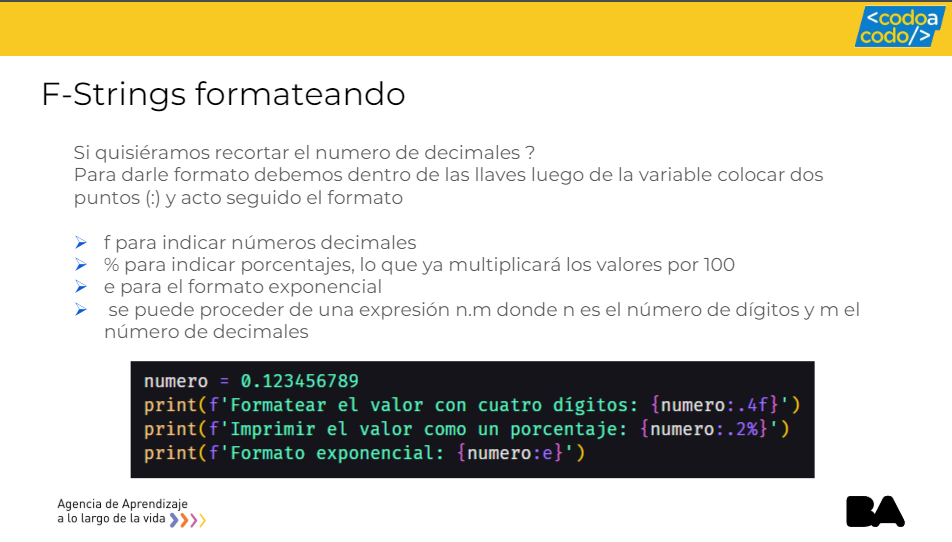 <codoa
codo/>
F-Strings formateando
Si quisiéramos recortar el numero de decimales ?
Para darle formato debemos dentro de las llaves luego de la variable colocar dos
puntos (:) y acto seguido el formato
f para indicar números decimales
% para indicar porcentajes, lo que ya multiplicará los valores por 100
e para el formato exponencial
se puede proceder de una expresión n.m donde n es el número de dígitos y m el
número de decimales
numero = 0.123456789
print(f'Formatear el valor con cuatro dígitos: {numero:.4f}')
print(f'Imprimir el valor como un porcentaje: {numero:.2%}')
print(f'Formato exponencial: {numero:e}')
Agencia de Aprendizaje
a lo largo de la vida
BA